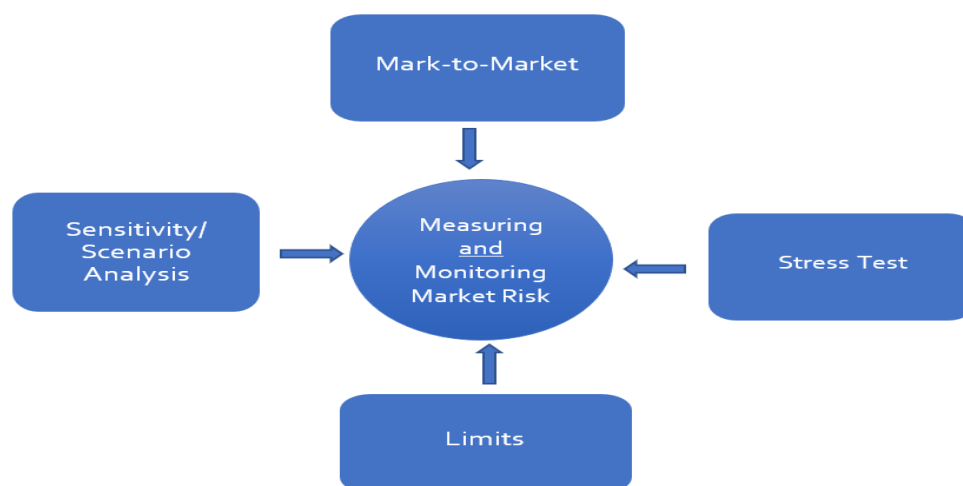 Mark-to-Market
Sensitivity/
Scenario
Analysis
Measuring
and
Monitoring
Market Risk
Stress Test
Limits